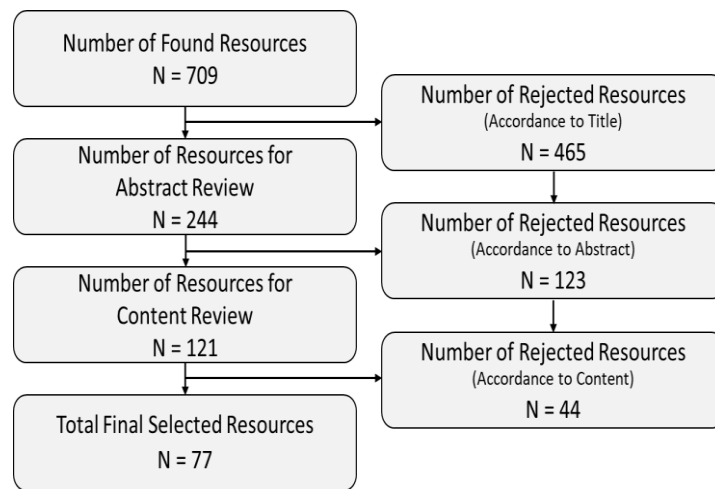 Number of Found Resources
N = 709
Number of Rejected Resources
(Accordance to Title)
N = 465
Number of Resources for
Abstract Review
N = 244
Number of Rejected Resources
(Accordance to Abstract)
N = 123
Number of Resources for
Content Review
N = 121
Number of Rejected Resources
(Accordance to Content)
N = 44
Total Final Selected Resources
N = 77